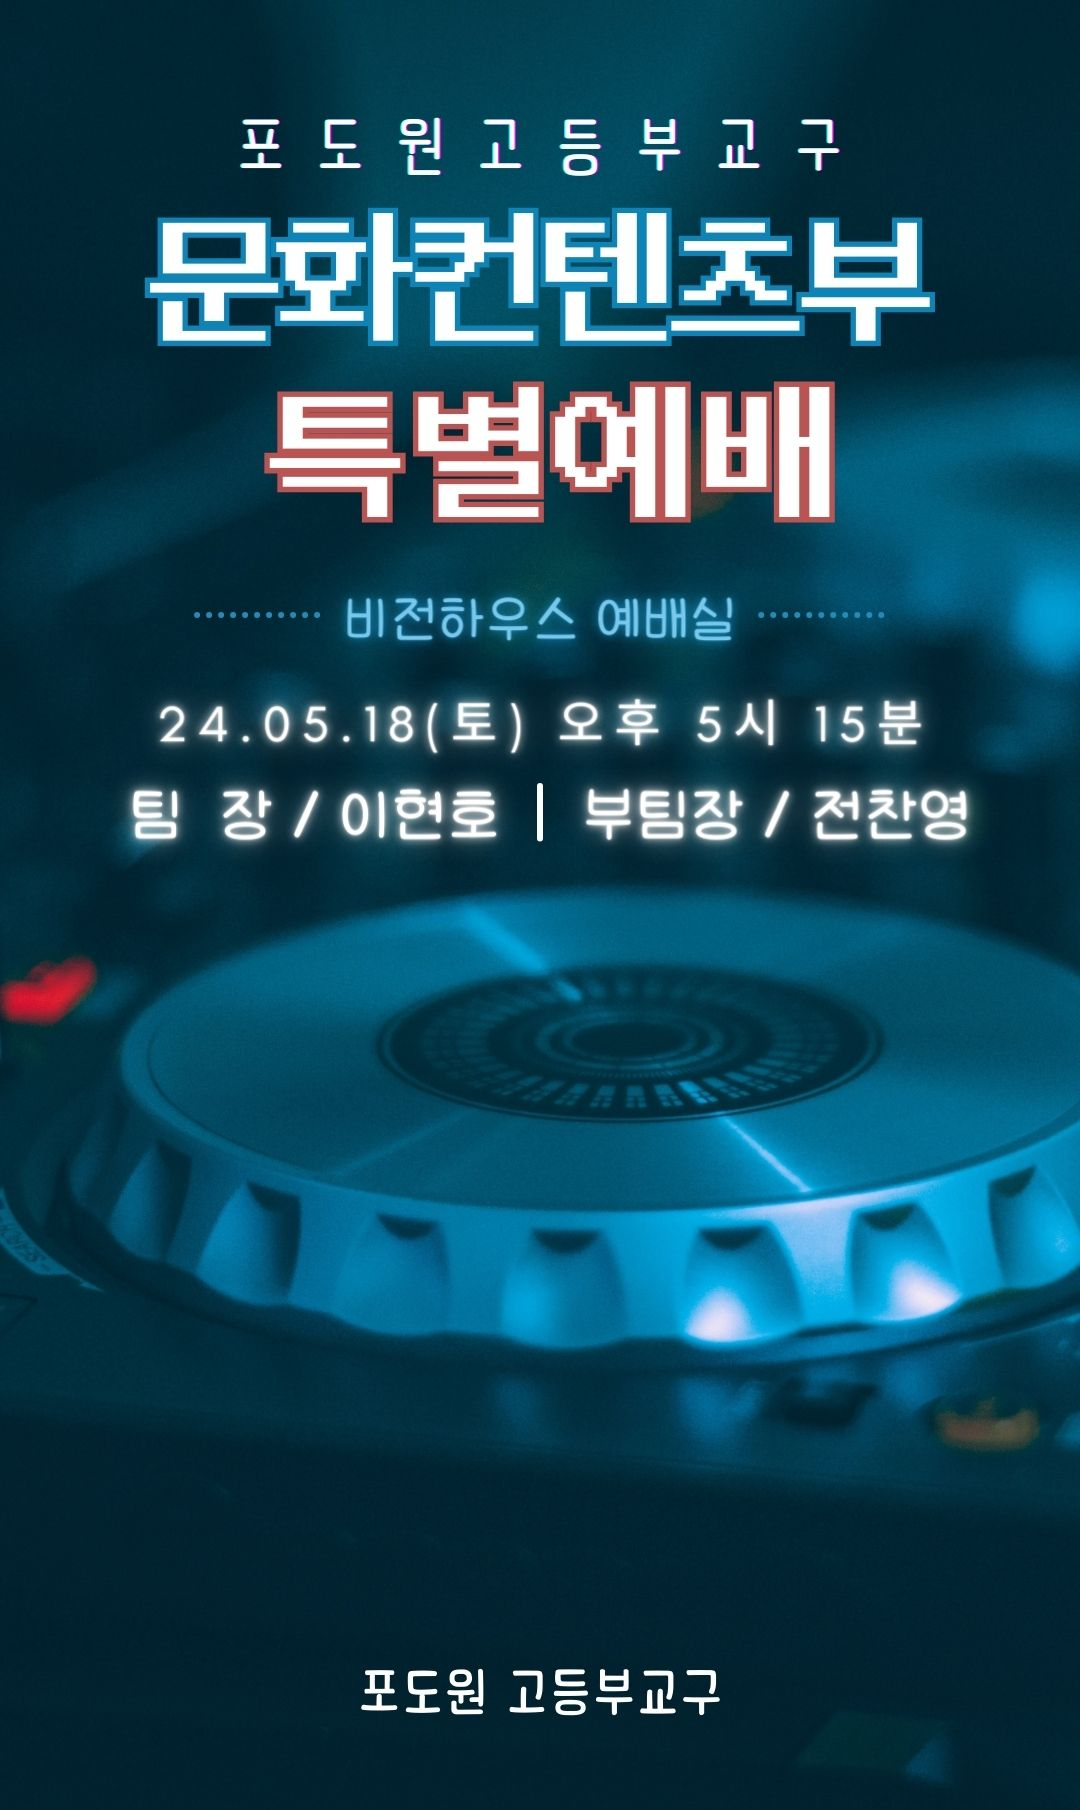 포도원고등부교구
문화컨텐츠부
특별예배
비전하우스 예배실
24.05.18(토) 오후 5시 15분
팀 장 / 이현호 | 부팀장 / 전찬영
포도원 고등부교구